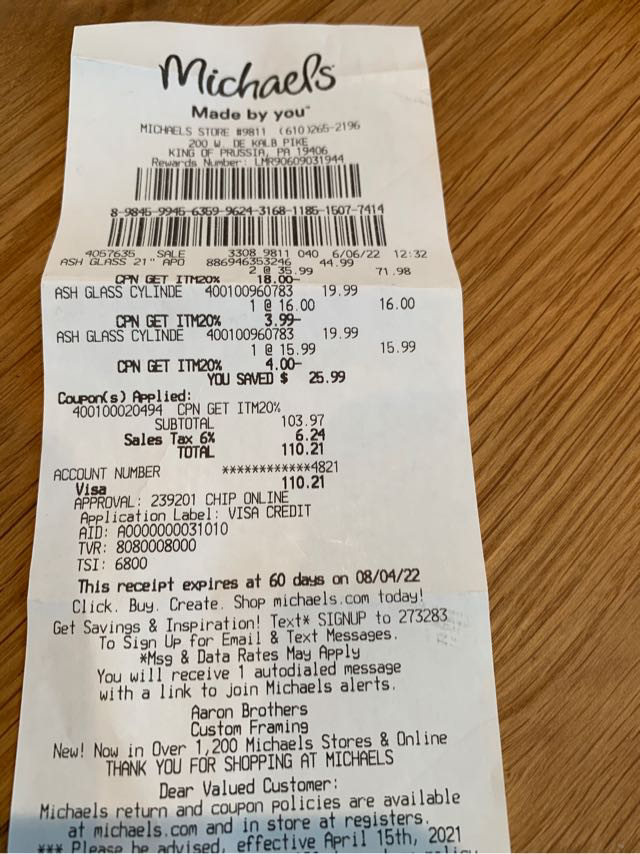 Michaels
Made by you™
MICHAELS STORE #9811 (610)265-2196
200 W. DE KALB PIKE
KING OF PRUSSIA, PA 19406
Rewards Number: LMR90609031944
8-9845-9945-6359-9624-3168-1185-1507-7414
4057635 SALE 3308 9811 040 6/06/22 12:32
ASH GLASS 21" APO 886946353246 44.99
2 @ 35.99 71.98
CPN GET ITM20% 18.00-
ASH GLASS CYLINDE 400100960783 19.99
1 @ 16.00 16.00
CPN GET ITM20% 3.99-
ASH GLASS CYLINDE 400100960783 19.99
1 @ 15.99 15.99
CPN GET ITM20% 4.00-
YOU SAVED $ 25.99
Coupon(s) Applied:
400100020494 CPN GET ITM20%
SUBTOTAL 103.97
Sales Tax 6% 6.24
TOTAL 110.21
ACCOUNT NUMBER ************4821
Visa 110.21
APPROVAL: 239201 CHIP ONLINE
Application Label: VISA CREDIT
AID: A0000000031010
TVR: 8080008000
TSI: 6800
This receipt expires at 60 days on 08/04/22
Click. Buy. Create. Shop michaels.com today!
Get Savings & Inspiration! Text* SIGNUP to 273283
To Sign Up for Email & Text Messages.
*Msg & Data Rates May Apply
You will receive 1 autodialed message
with a link to join Michaels alerts.
Aaron Brothers
Custom Framing
New! Now in Over 1,200 Michaels Stores & Online
THANK YOU FOR SHOPPING AT MICHAELS
Dear Valued Customer:
Michaels return and coupon policies are available
at michaels.com and in store at registers.
*** Please be advised, effective April 15th, 2021